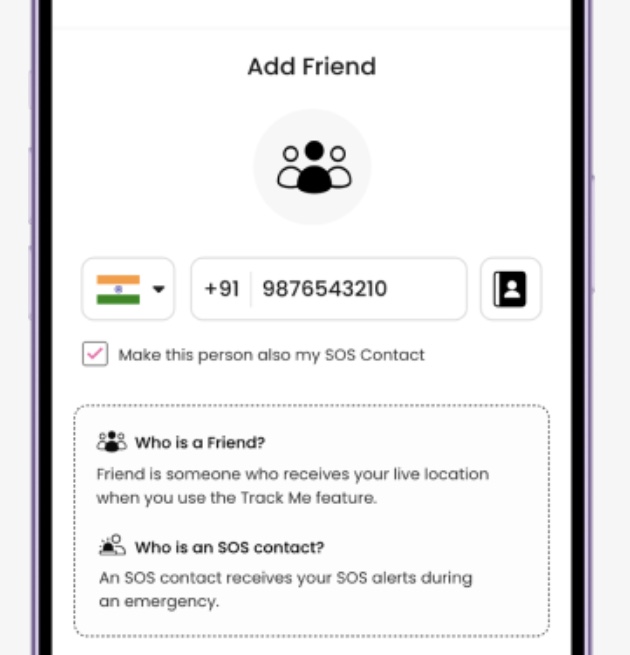 Add Friend
+91 9876543210
Make this person also my SOS Contact
Who is a Friend?
Friend is someone who receives your live location
when you use the Track Me feature.
Who is an SOS contact?
An SOS contact receives your SOS alerts during
an emergency.